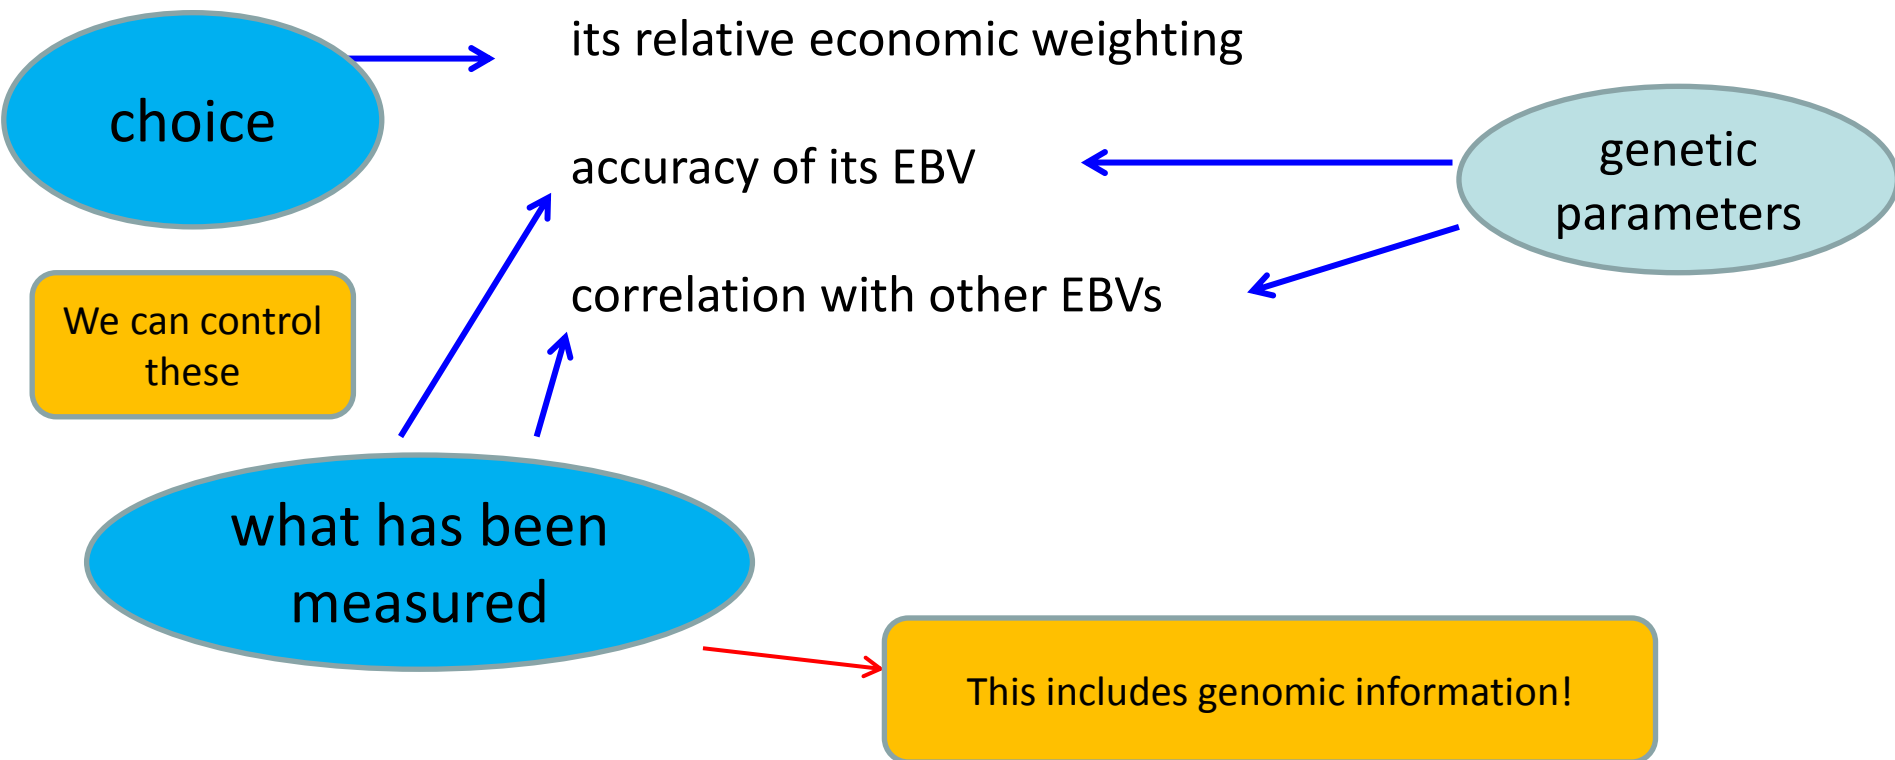 its relative economic weighting
choice
accuracy of its EBV
genetic
parameters
correlation with other EBVs
We can control
these
what has been
measured
This includes genomic information!